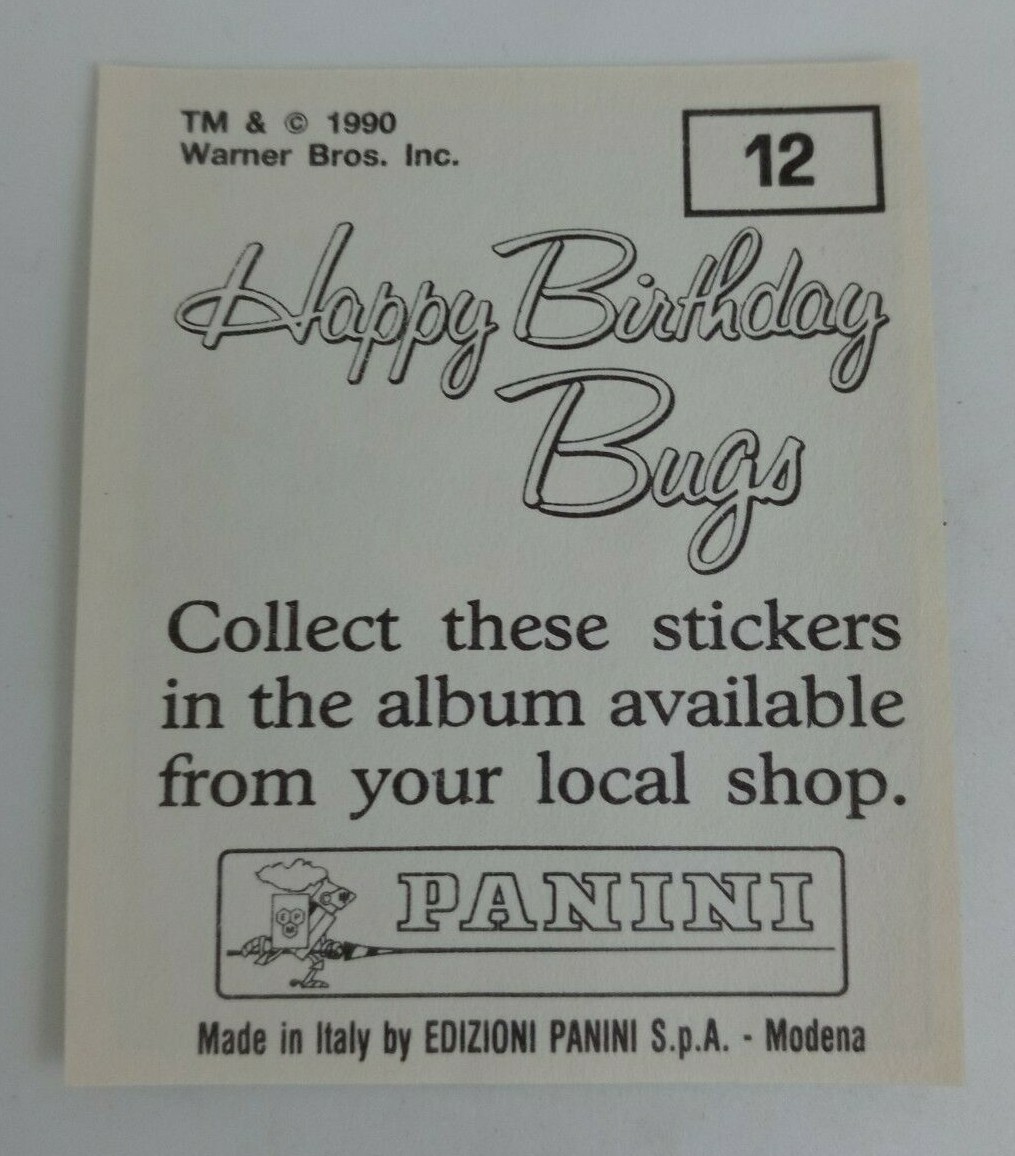 TM & © 1990
Warner Bros. Inc.
12
Happy Birthday
Bugs
Collect these stickers
in the album available
from your local shop.
PANINI
Made in Italy by EDIZIONI PANINI S.p.A. - Modena